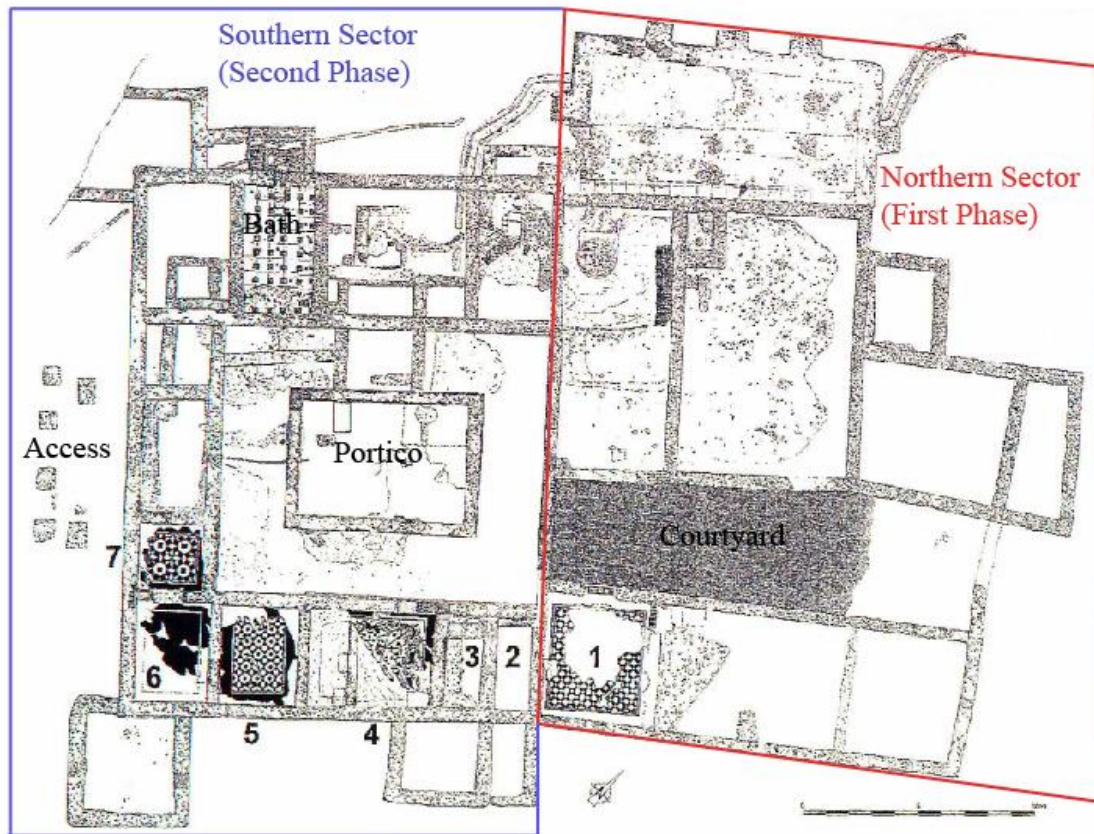 Southern Sector
(Second Phase)
Northern Sector
(First Phase)
Bath
Access
Portico
Courtyard
7
6
5
4
3
2
1